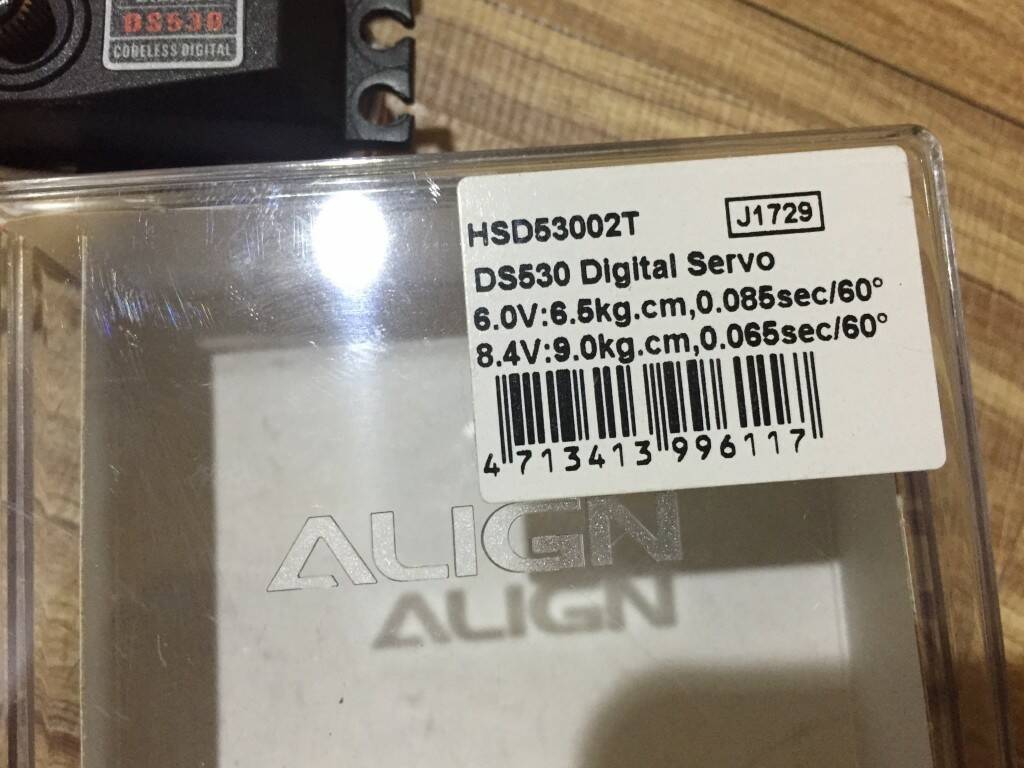 DS530
CORELESS DIGITAL
HSD53002T
J1729
DS530 Digital Servo
6.0V:6.5kg.cm,0.085sec/60°
8.4V:9.0kg.cm,0.065sec/60°
4 713413 996117
ALIGN
ALIGN